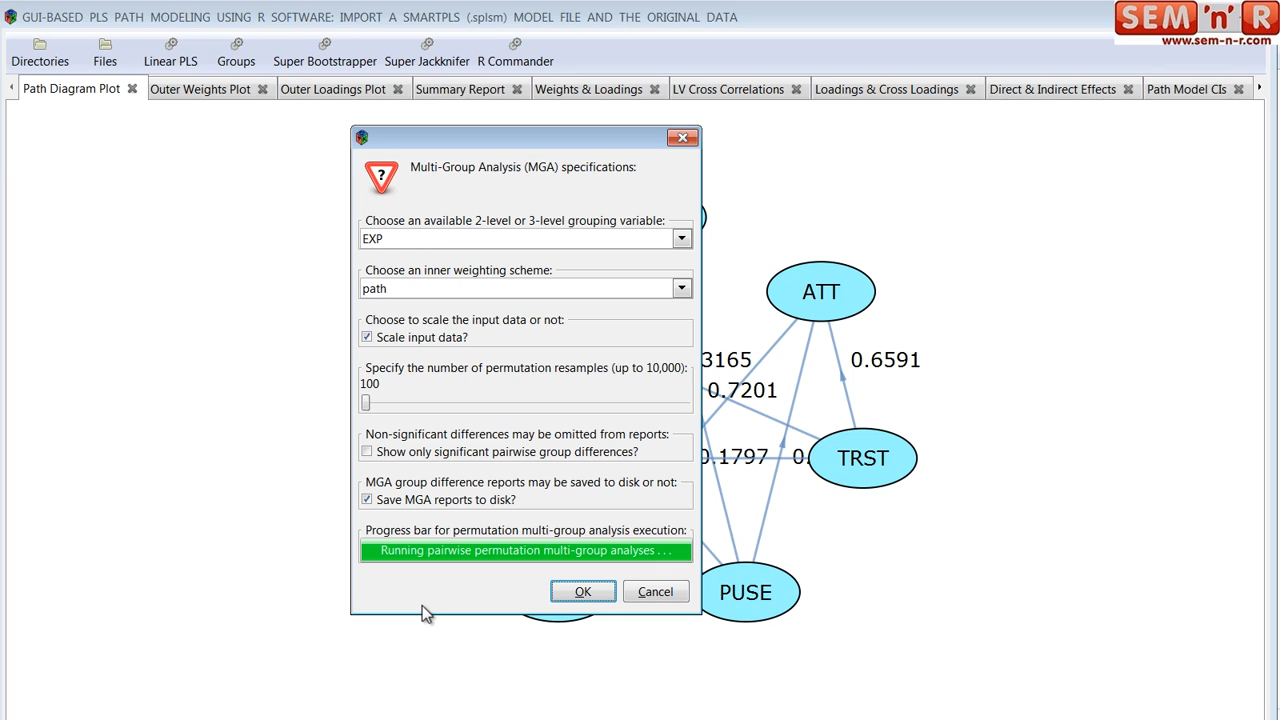 GUI-BASED PLS PATH MODELING USING R SOFTWARE: IMPORT A SMARTPLS (.splsm) MODEL FILE AND THE ORIGINAL DATA
SEM 'n' R
www.sem-n-r.com
Directories Files Linear PLS Groups Super Bootstrapper Super Jackknifer R Commander
Path Diagram Plot Outer Weights Plot Outer Loadings Plot Summary Report Weights & Loadings LV Cross Correlations Loadings & Cross Loadings Direct & Indirect Effects Path Model CIs
?
Multi-Group Analysis (MGA) specifications:
Choose an available 2-level or 3-level grouping variable:
EXP
Choose an inner weighting scheme:
path
Choose to scale the input data or not:
Scale input data?
Specify the number of permutation resamples (up to 10,000):
100
Non-significant differences may be omitted from reports:
Show only significant pairwise group differences?
MGA group difference reports may be saved to disk or not:
Save MGA reports to disk?
Progress bar for permutation multi-group analysis execution:
Running pairwise permutation multi-group analyses . . .
OK Cancel
ATT
3165 0.6591
0.7201
0.1797 0. TRST
PUSE